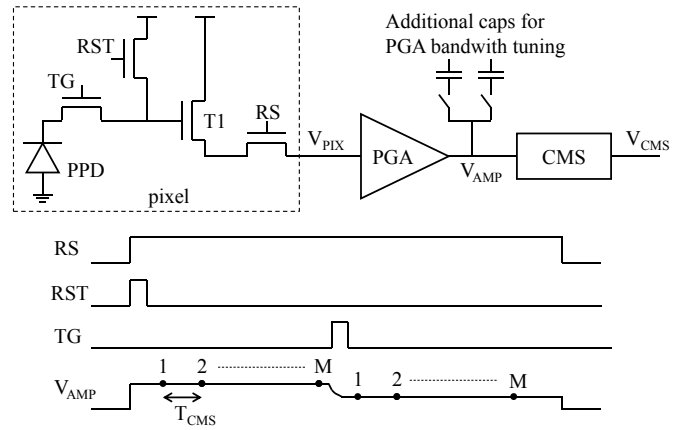 Additional caps for
PGA bandwith tuning
RST
TG
T1
RS
PPD
pixel
V_PIX
PGA
V_AMP
CMS
V_CMS
RS
RST
TG
V_AMP
1 2 M 1 2 M
T_CMS